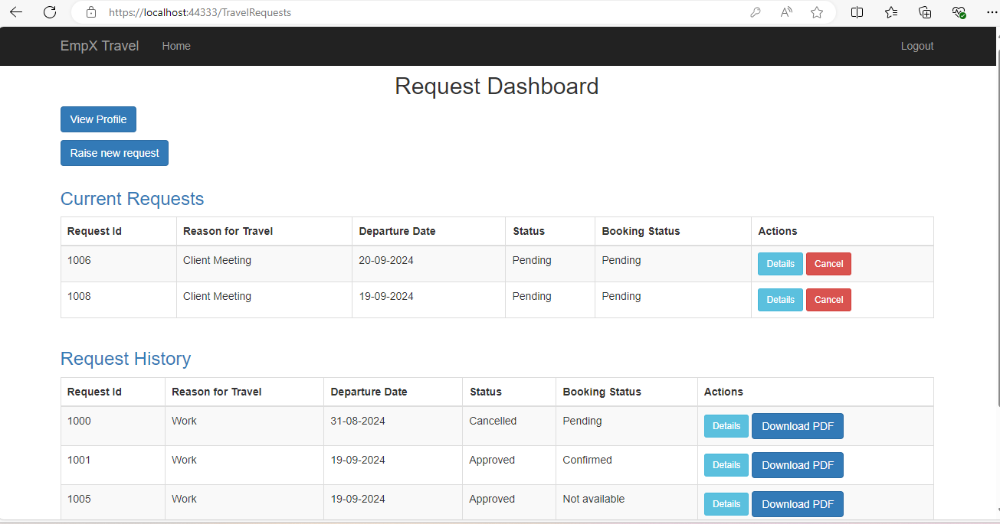 https://localhost:44333/TravelRequests
EmpX Travel Home Logout
Request Dashboard
View Profile
Raise new request
Current Requests
Request Id Reason for Travel Departure Date Status Booking Status Actions
1006 Client Meeting 20-09-2024 Pending Pending Details Cancel
1008 Client Meeting 19-09-2024 Pending Pending Details Cancel
Request History
Request Id Reason for Travel Departure Date Status Booking Status Actions
1000 Work 31-08-2024 Cancelled Pending Details Download PDF
1001 Work 19-09-2024 Approved Confirmed Details Download PDF
1005 Work 19-09-2024 Approved Not available Details Download PDF